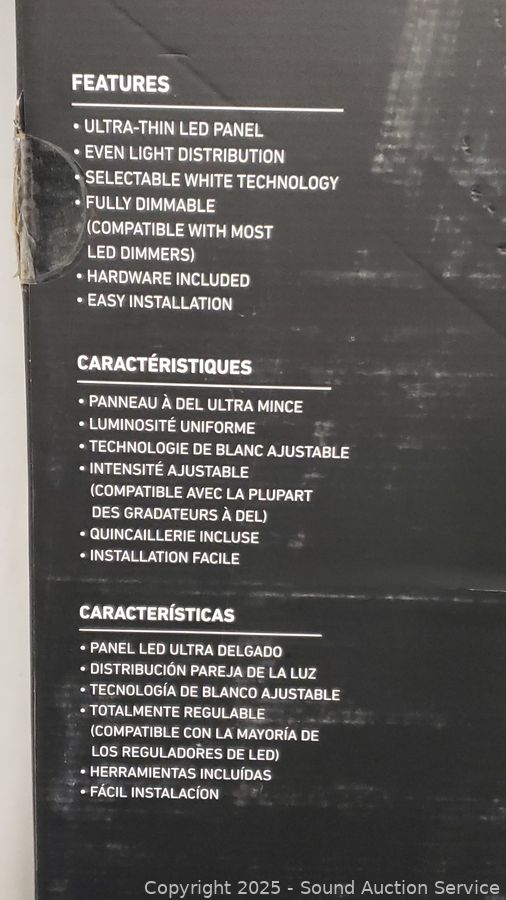 FEATURES
• ULTRA-THIN LED PANEL
• EVEN LIGHT DISTRIBUTION
• SELECTABLE WHITE TECHNOLOGY
• FULLY DIMMABLE
(COMPATIBLE WITH MOST
LED DIMMERS)
• HARDWARE INCLUDED
• EASY INSTALLATION
CARACTÉRISTIQUES
• PANNEAU À DEL ULTRA MINCE
• LUMINOSITÉ UNIFORME
• TECHNOLOGIE DE BLANC AJUSTABLE
• INTENSITÉ AJUSTABLE
(COMPATIBLE AVEC LA PLUPART
DES GRADATEURS À DEL)
• QUINCAILLERIE INCLUSE
• INSTALLATION FACILE
CARACTERÍSTICAS
• PANEL LED ULTRA DELGADO
• DISTRIBUCIÓN PAREJA DE LA LUZ
• TECNOLOGÍA DE BLANCO AJUSTABLE
• TOTALMENTE REGULABLE
(COMPATIBLE CON LA MAYORÍA DE
LOS REGULADORES DE LED)
• HERRAMIENTAS INCLUÍDAS
• FÁCIL INSTALACÍON
Copyright 2025 - Sound Auction Service